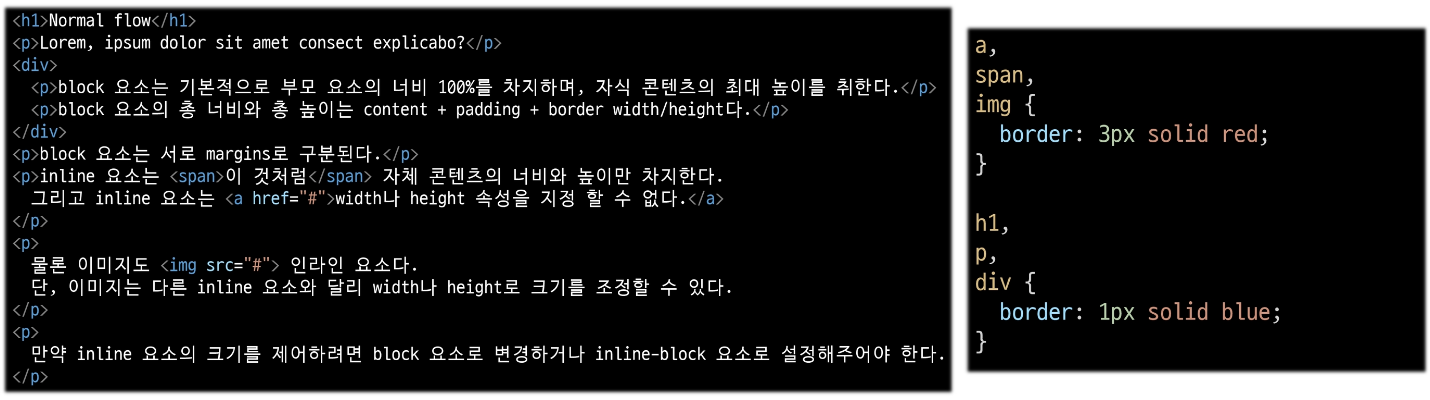 <h1>Normal flow</h1>
<p>Lorem, ipsum dolor sit amet consect explicabo?</p>
<div>
  <p>block 요소는 기본적으로 부모 요소의 너비 100%를 차지하며, 자식 콘텐츠의 최대 높이를 취한다.</p>
  <p>block 요소의 총 너비와 총 높이는 content + padding + border width/height다.</p>
</div>
<p>block 요소는 서로 margins로 구분된다.</p>
<p>inline 요소는 <span>이 것처럼</span> 자체 콘텐츠의 너비와 높이만 차지한다.
  그리고 inline 요소는 <a href="#">width나 height 속성을 지정 할 수 없다.</a>
</p>
<p>
  물론 이미지도 <img src="#"> 인라인 요소다.
  단, 이미지는 다른 inline 요소와 달리 width나 height로 크기를 조정할 수 있다.
</p>
<p>
  만약 inline 요소의 크기를 제어하려면 block 요소로 변경하거나 inline-block 요소로 설정해주어야 한다.
</p>
a,
span,
img {
  border: 3px solid red;
}
h1,
p,
div {
  border: 1px solid blue;
}